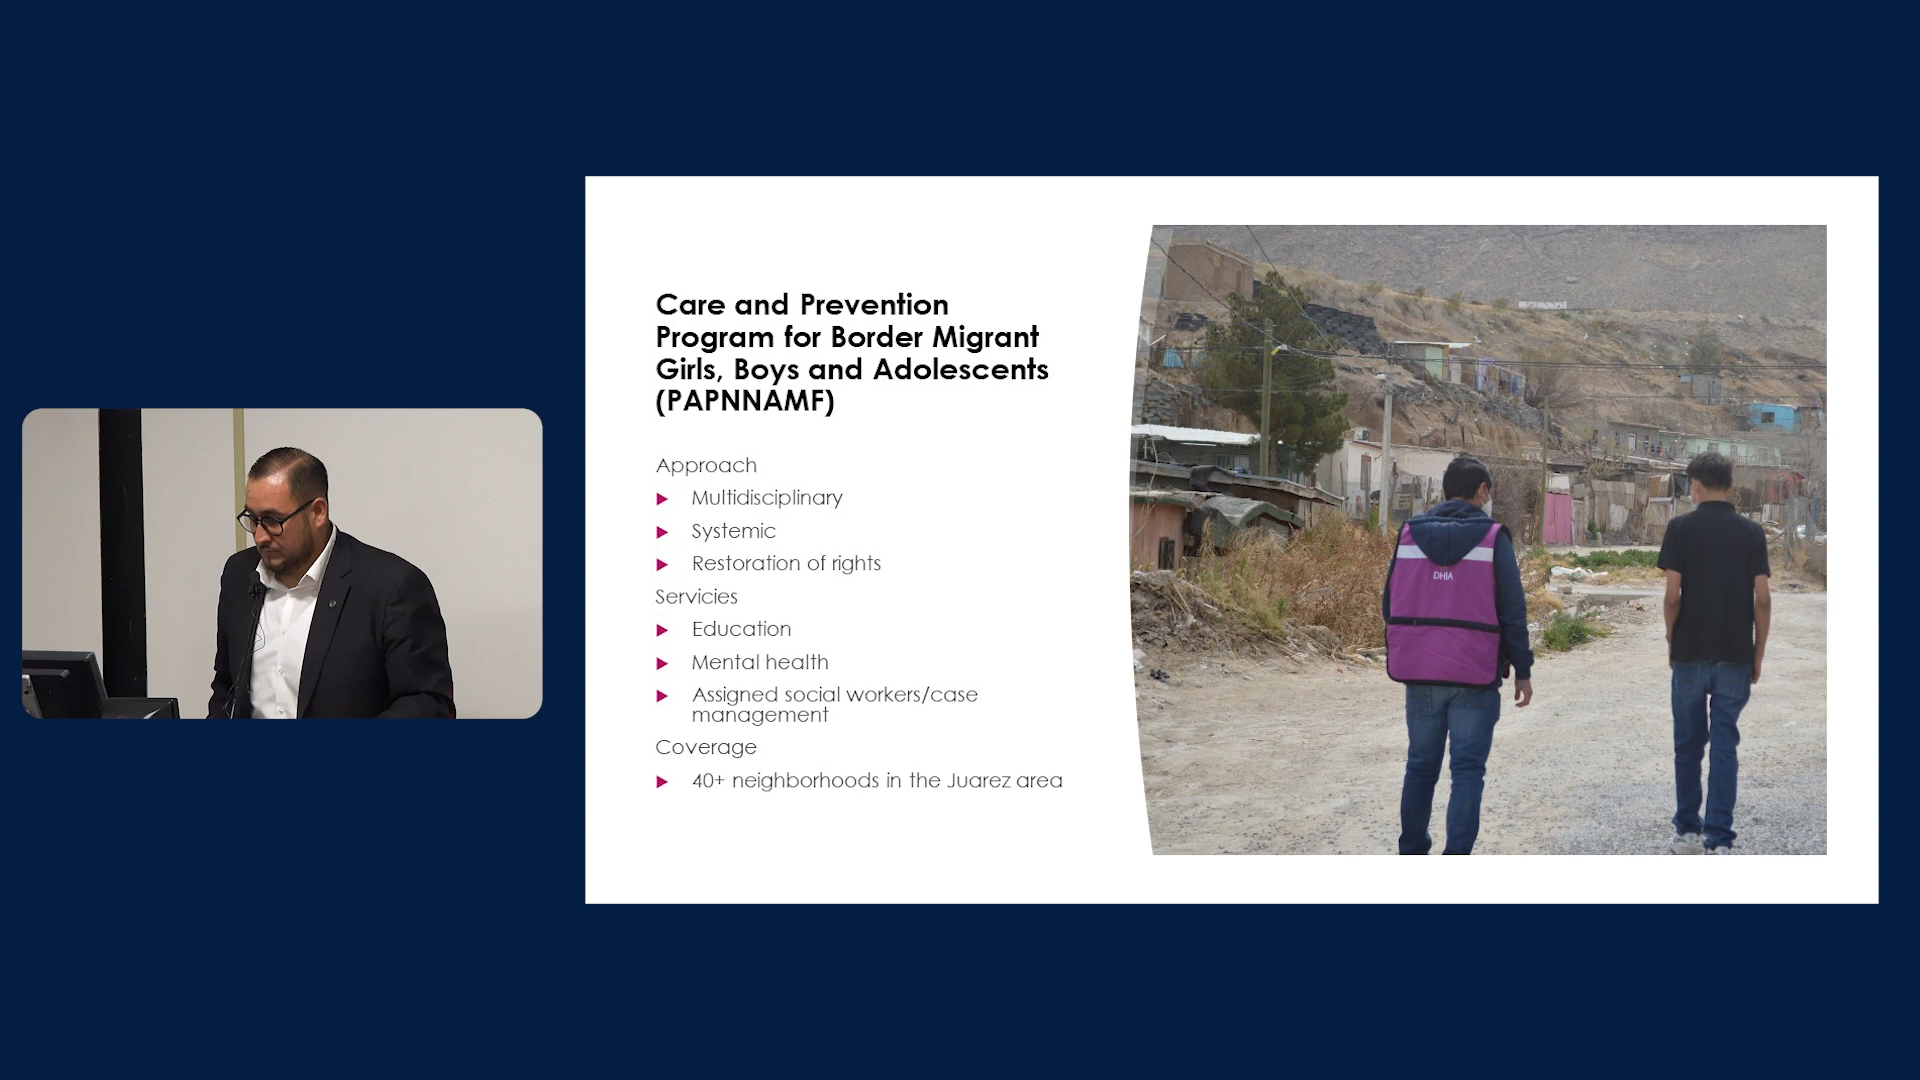 Care and Prevention
Program for Border Migrant
Girls, Boys and Adolescents
(PAPNNAMF)
Approach
Multidisciplinary
Systemic
Restoration of rights
Servicies
Education
Mental health
Assigned social workers/case
management
Coverage
40+ neighborhoods in the Juarez area
DHIA